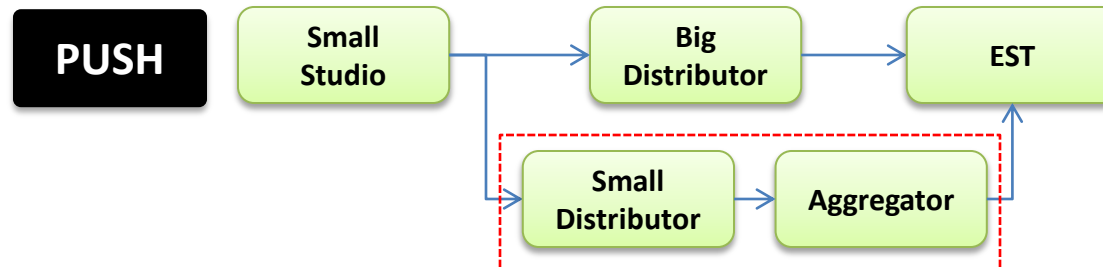 PUSH
Small
Studio
Big
Distributor
EST
Small
Distributor
Aggregator